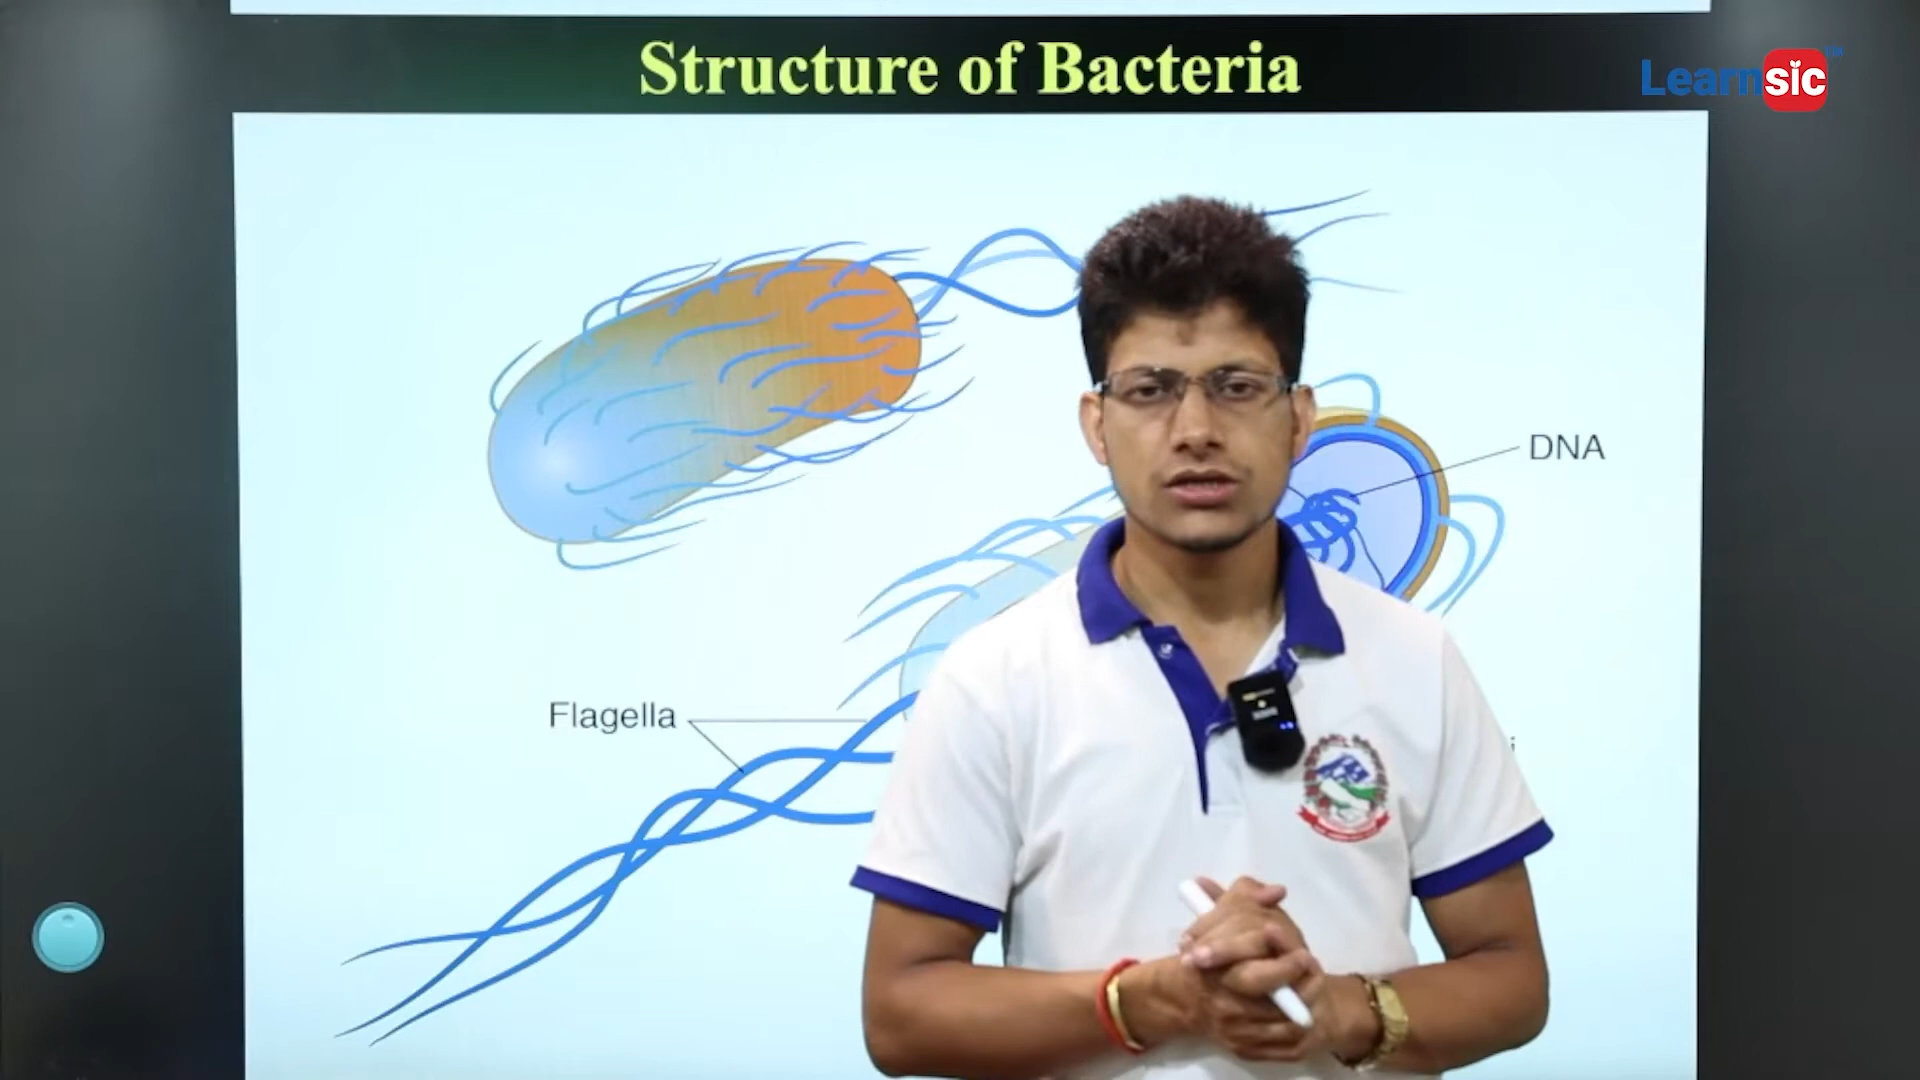 Structure of Bacteria
Learnsic
DNA
Flagella